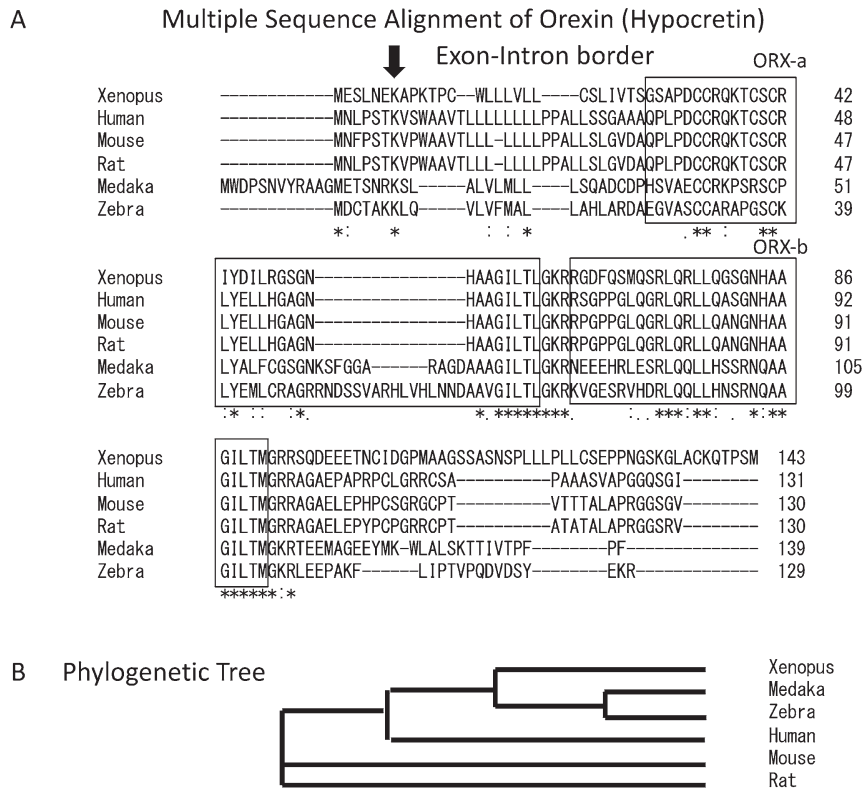 A Multiple Sequence Alignment of Orexin (Hypocretin)
Exon-Intron border
ORX-a
Xenopus ------------MESLNEKAPKTPC--WLLLVLL----CSLIVTSGSAPDCCRQKTCSCR 42
Human ------------MNLPSTKVSWAAVTLLLLLLLLPPALLSSGAAAQPLPDCCRQKTCSCR 48
Mouse ------------MNFPSTKVPWAAVTLLL-LLLLPPALLSLGVDAQPLPDCCRQKTCSCR 47
Rat ------------MNLPSTKVPWAAVTLLL-LLLLPPALLSLGVDAQPLPDCCRQKTCSCR 47
Medaka MWDPSNVYRAAGMETSNRKSL-----ALVLMLL----LSQADCDPHSVAECCRKPSRSCP 51
Zebra ------------MDCTAKKLQ-----VLVFMAL----LAHLARDAEGVASCCARAPGSCK 39
*: * : : * .** : **
ORX-b
Xenopus IYDILRGSGN----------------HAAGILTLGKRRGDFQSMQSRLQRLLQGSGNHAA 86
Human LYELLHGAGN----------------HAAGILTLGKRRSGPPGLQGRLQRLLQASGNHAA 92
Mouse LYELLHGAGN----------------HAAGILTLGKRRPGPPGLQGRLQRLLQANGNHAA 91
Rat LYELLHGAGN----------------HAAGILTLGKRRPGPPGLQGRLQRLLQANGNHAA 91
Medaka LYALFCGSGNKSFGGA------RAGDAAAGILTLGKRNEEEHRLESRLQRLLHSSRNQAA 105
Zebra LYEMLCRAGRRNDSSVARHLVHLNNDAAVGILTLGKRKVGESRVHDRLQQLLHNSRNQAA 99
:* :: :*. *.********. :..***:**: . *:**
Xenopus GILTMGRRSQDEEETNCIDGPMAAGSSASNSPLLLPLLCSEPPNGSKGLACKQTPSM 143
Human GILTMGRRAGAEPAPRPCLGRRCSA----------PAAASVAPGGQSGI-------- 131
Mouse GILTMGRRAGAELEPHPCSGRGCPT----------VTTTALAPRGGSGV-------- 130
Rat GILTMGRRAGAELEPYPCPGRRCPT----------ATATALAPRGGSRV-------- 130
Medaka GILTMGKRTEEMAGEEYMK-WLALSKTTIVTPF--------PF-------------- 139
Zebra GILTMGKRLEEPAKF------LIPTVPQDVDSY--------EKR------------- 129
******:*
B Phylogenetic Tree
Xenopus
Medaka
Zebra
Human
Mouse
Rat